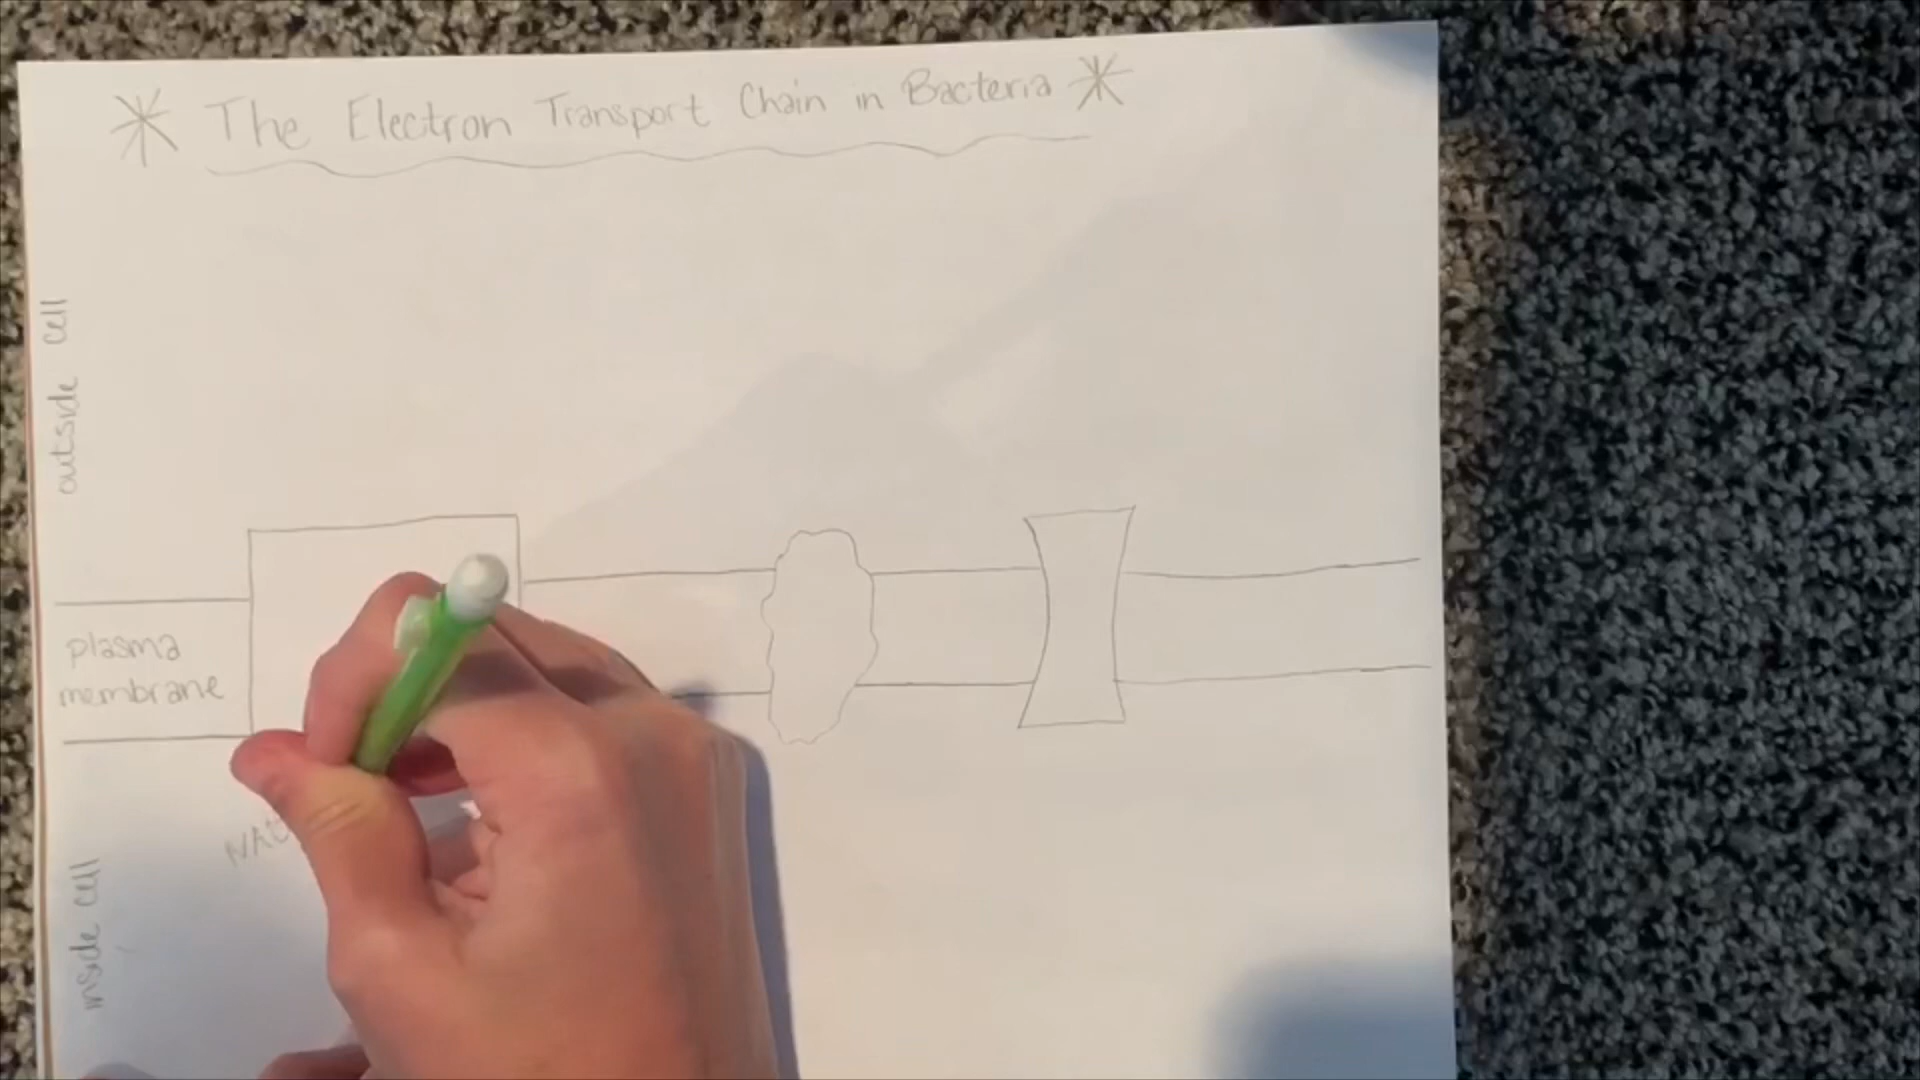 The Electron Transport Chain in Bacteria
outside cell
plasma
membrane
inside cell